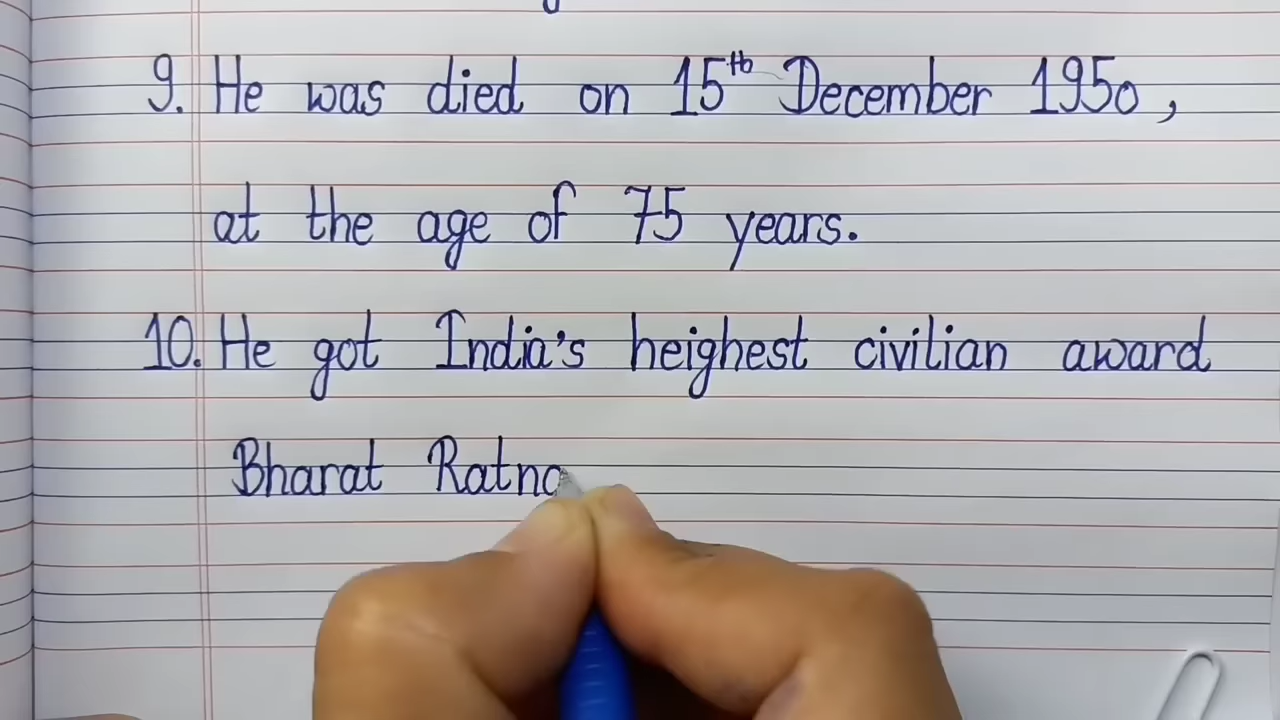 9. He was died on 15th December 1950,
at the age of 75 years.
10. He got India's heighest civilian award
Bharat Ratna